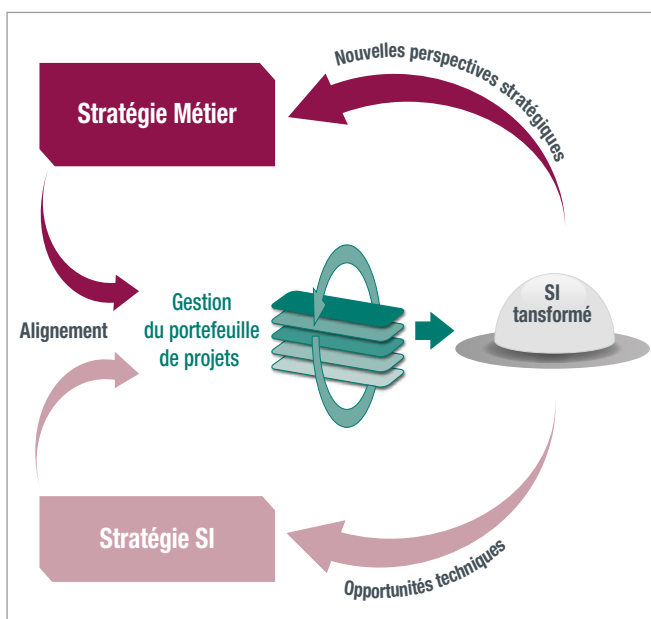 Nouvelles perspectives stratégiques
Stratégie Métier
Gestion
du portefeuille
de projets
Alignement
SI
tansformé
Stratégie SI
Opportunités techniques